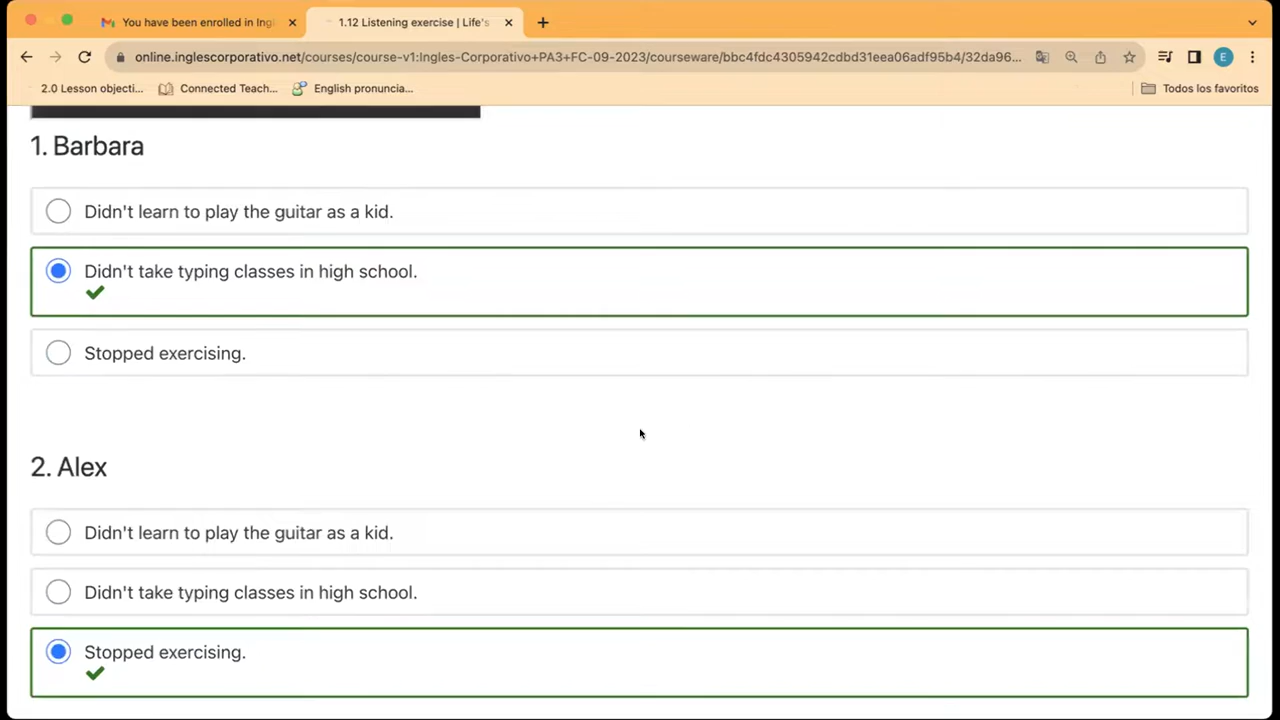 You have been enrolled in Ingl
1.12 Listening exercise | Life's
online.inglescorporativo.net/courses/course-v1:Ingles-Corporativo+PA3+FC-09-2023/courseware/bbc4fdc4305942cdbd31eea06adf95b4/32da96...
E
2.0 Lesson objecti...
Connected Teach...
English pronuncia...
Todos los favoritos
1. Barbara
Didn't learn to play the guitar as a kid.
Didn't take typing classes in high school.
Stopped exercising.
2. Alex
Didn't learn to play the guitar as a kid.
Didn't take typing classes in high school.
Stopped exercising.